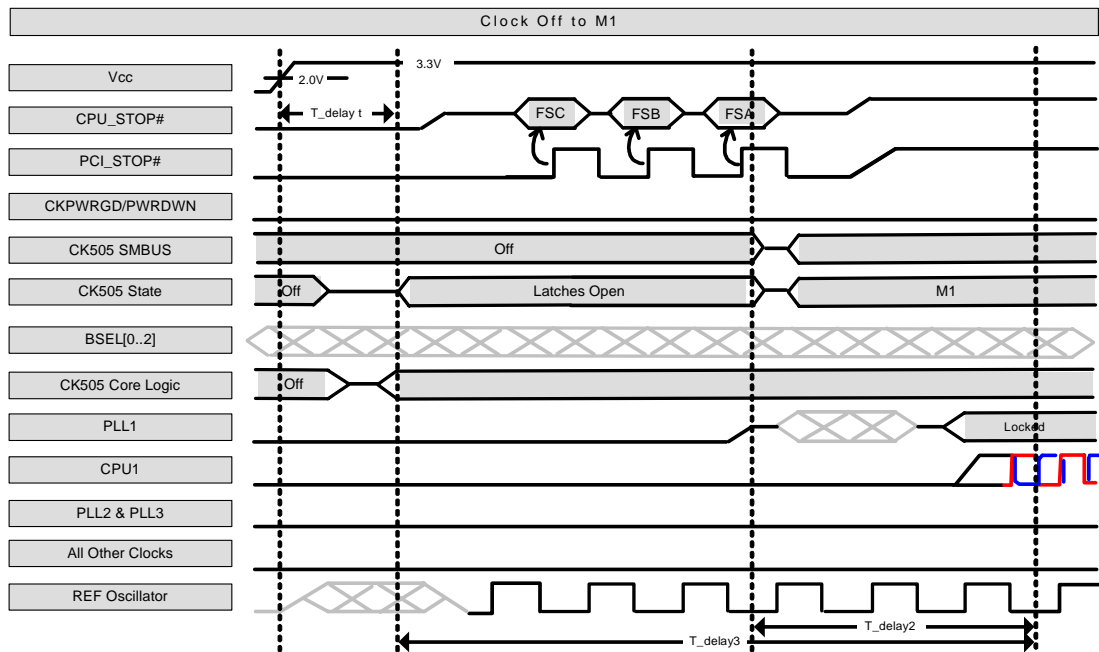 Clock Off to M1
Vcc
2.0V
3.3V
T_delay t
CPU_STOP#
FSC
FSB
FSA
PCI_STOP#
CKPWRGD/PWRDWN
CK505 SMBUS
Off
CK505 State
Off
Latches Open
M1
BSEL[0..2]
CK505 Core Logic
Off
PLL1
Locked
CPU1
PLL2 & PLL3
All Other Clocks
REF Oscillator
T_delay2
T_delay3